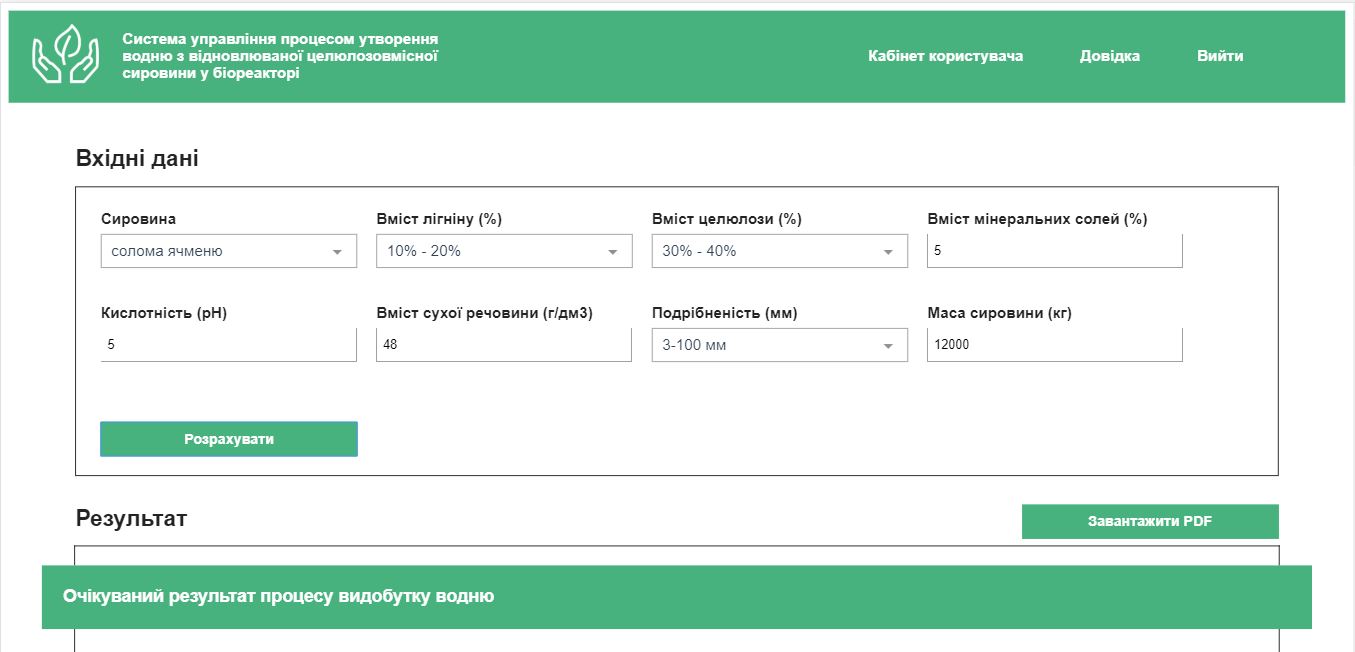 Система управління процесом утворення
водню з відновлюваної целюлозовмісної
сировини у біореакторі
Кабінет користувача
Довідка
Вийти
Вхідні дані
Сировина
Вміст лігніну (%)
Вміст целюлози (%)
Вміст мінеральних солей (%)
солома ячменю
10% - 20%
30% - 40%
5
Кислотність (pH)
Вміст сухої речовини (г/дм3)
Подрібненість (мм)
Маса сировини (кг)
5
48
3-100 мм
12000
Розрахувати
Результат
Завантажити PDF
Очікуваний результат процесу видобутку водню